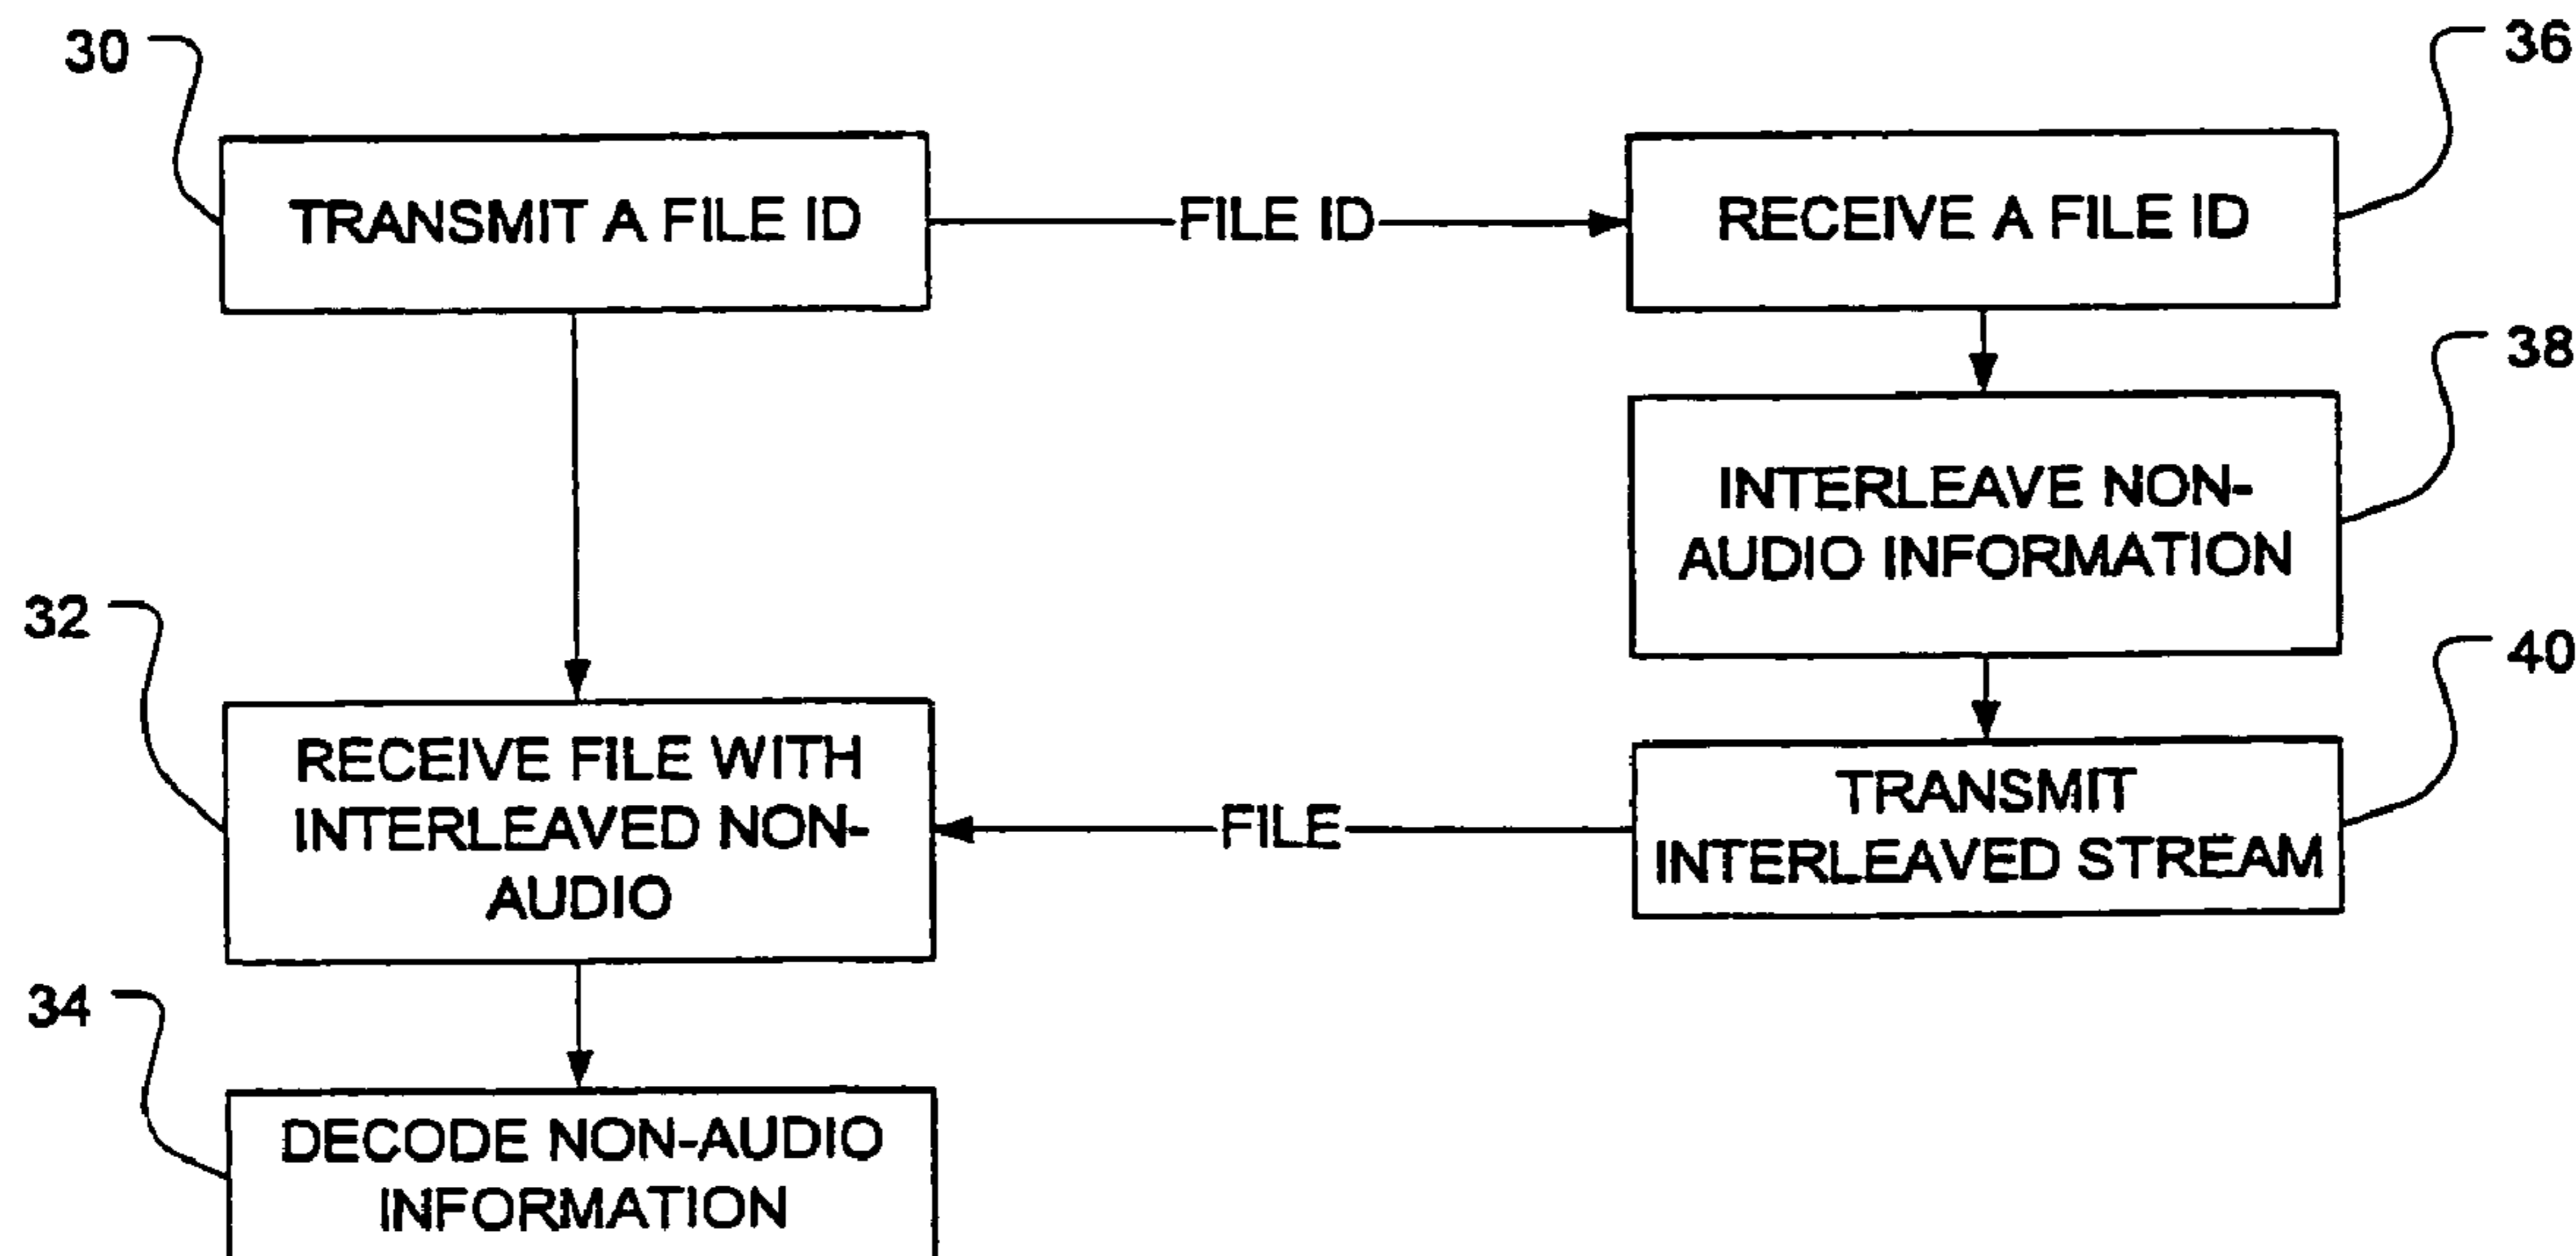 30
36
TRANSMIT A FILE ID
FILE ID
RECEIVE A FILE ID
38
INTERLEAVE NON-
AUDIO INFORMATION
32
40
RECEIVE FILE WITH
INTERLEAVED NON-
AUDIO
FILE
TRANSMIT
INTERLEAVED STREAM
34
DECODE NON-AUDIO
INFORMATION